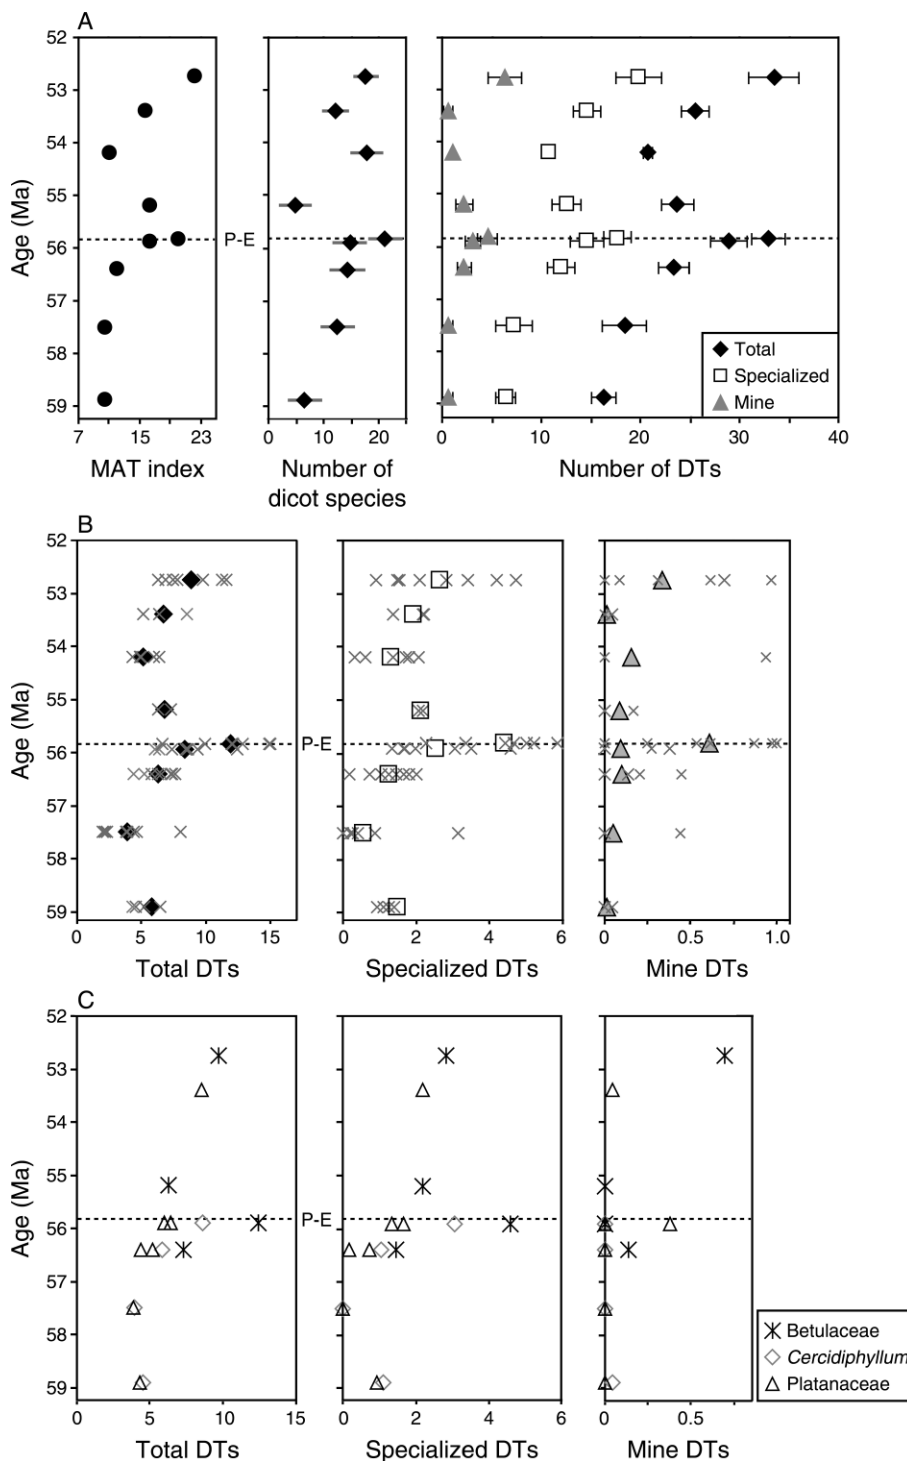 A
52
53
54
55
56
57
58
59
Age (Ma)
P-E
7 15 23
MAT index
0 10 20
Number of
dicot species
0 10 20 30 40
Number of DTs
Total
Specialized
Mine
B
52
53
54
55
56
57
58
59
Age (Ma)
P-E
0 5 10 15
Total DTs
0 2 4 6
Specialized DTs
0 0.5 1.0
Mine DTs
C
52
53
54
55
56
57
58
59
Age (Ma)
P-E
0 5 10 15
Total DTs
0 2 4 6
Specialized DTs
0 0.5
Mine DTs
Betulaceae
Cercidiphyllum
Platanaceae